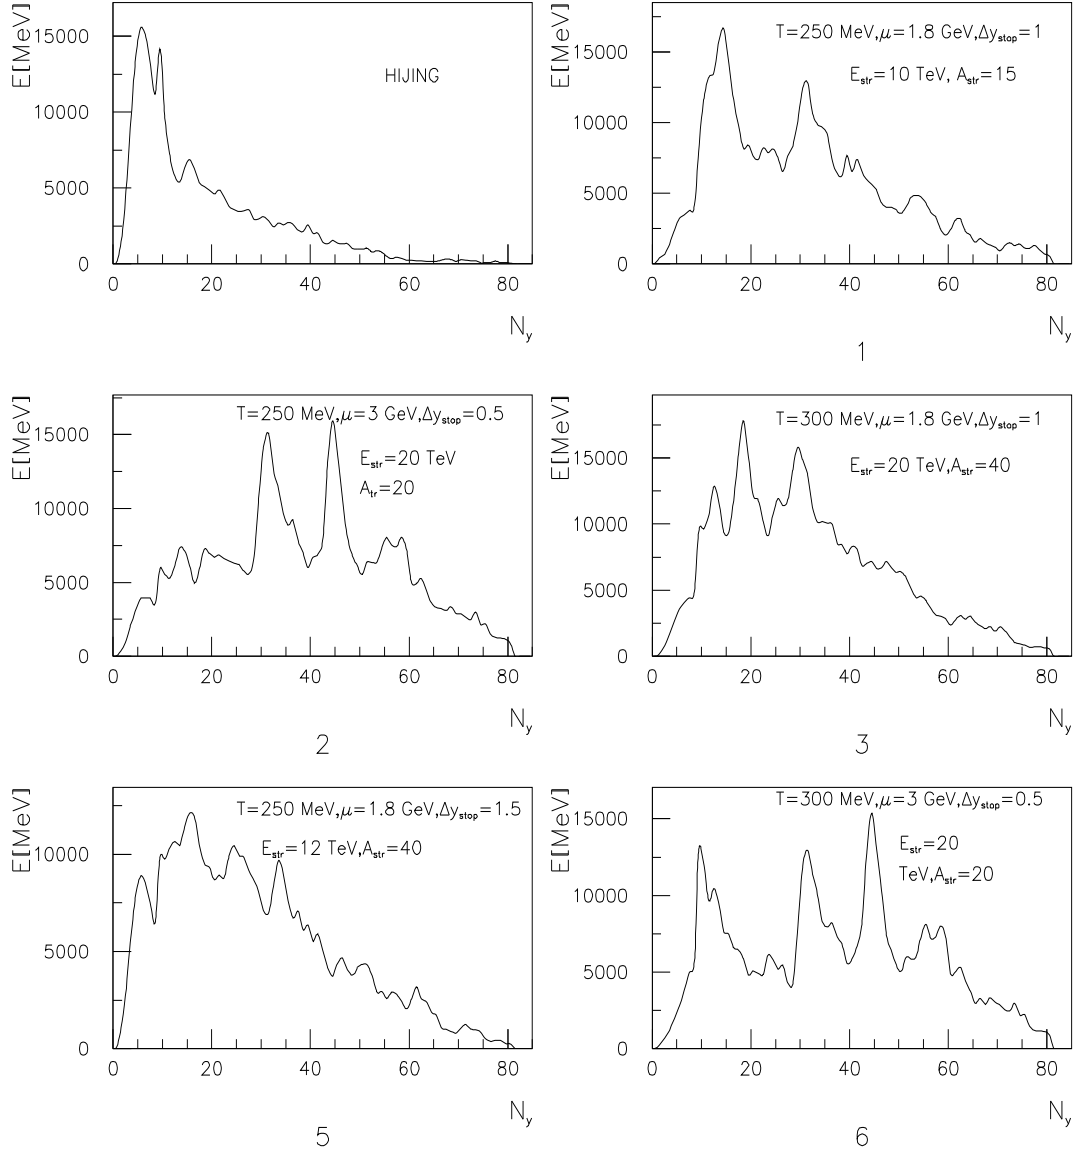 E[MeV]
15000
10000
5000
0
HIJING
0 20 40 60 80
N_y
E[MeV]
15000
10000
5000
0
T=250 MeV,μ=1.8 GeV,Δy_stop=1
E_str=10 TeV, A_str=15
0 20 40 60 80
N_y
1
E[MeV]
15000
10000
5000
0
T=250 MeV,μ=3 GeV,Δy_stop=0.5
E_str=20 TeV
A_tr=20
0 20 40 60 80
N_y
2
E[MeV]
15000
10000
5000
0
T=300 MeV,μ=1.8 GeV,Δy_stop=1
E_str=20 TeV,A_str=40
0 20 40 60 80
N_y
3
E[MeV]
10000
5000
0
T=250 MeV,μ=1.8 GeV,Δy_stop=1.5
E_str=12 TeV,A_str=40
0 20 40 60 80
N_y
5
E[MeV]
15000
10000
5000
0
T=300 MeV,μ=3 GeV,Δy_stop=0.5
E_str=20
TeV,A_str=20
0 20 40 60 80
N_y
6